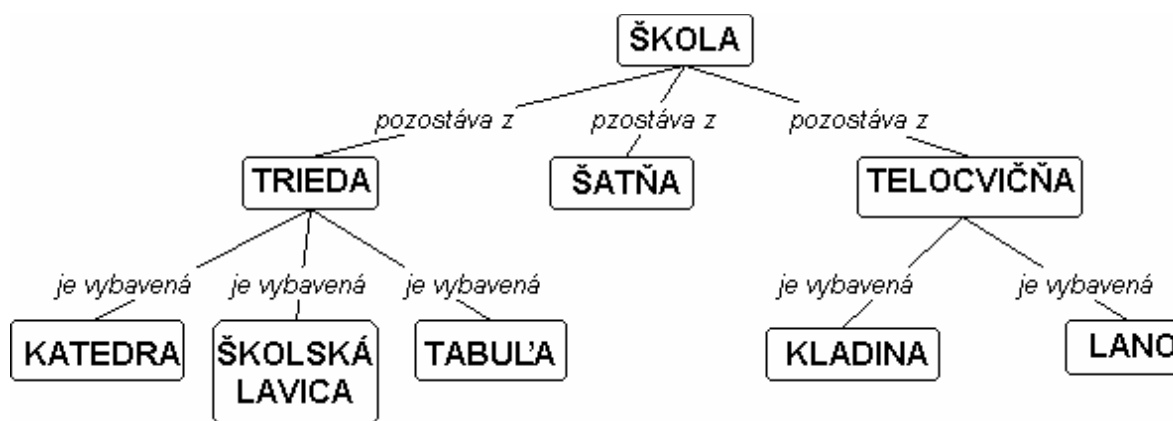 ŠKOLA
pozostáva z pzostáva z pozostáva z
TRIEDA ŠATŇA TELOCVIČŇA
je vybavená je vybavená je vybavená je vybavená je vybavená
KATEDRA ŠKOLSKÁ TABUĽA KLADINA LANO
LAVICA